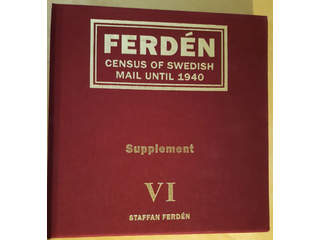 FERDÉN
CENSUS OF SWEDISH
MAIL UNTIL 1940
Supplement
VI
STAFFAN FERDÉN